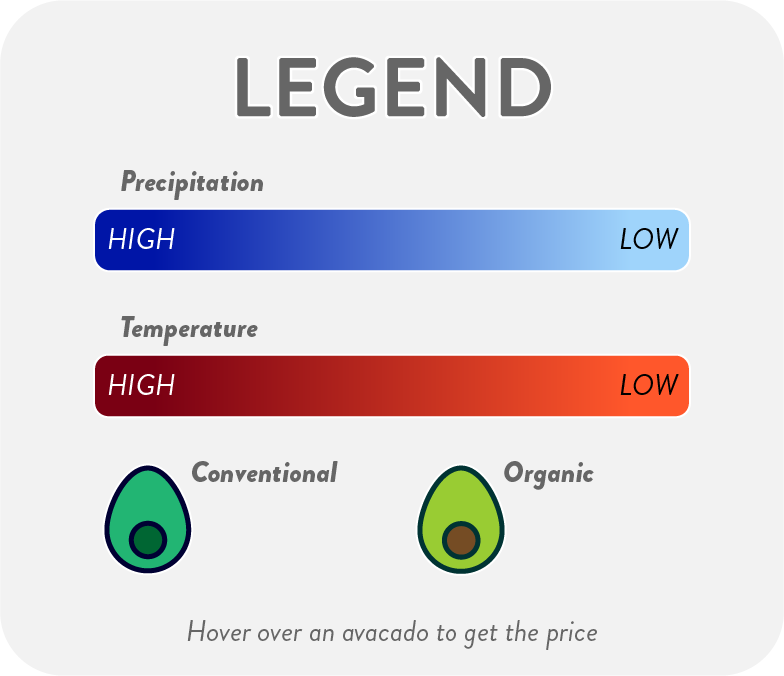 LEGEND
Precipitation
HIGH LOW
Temperature
HIGH LOW
Conventional Organic
Hover over an avacado to get the price